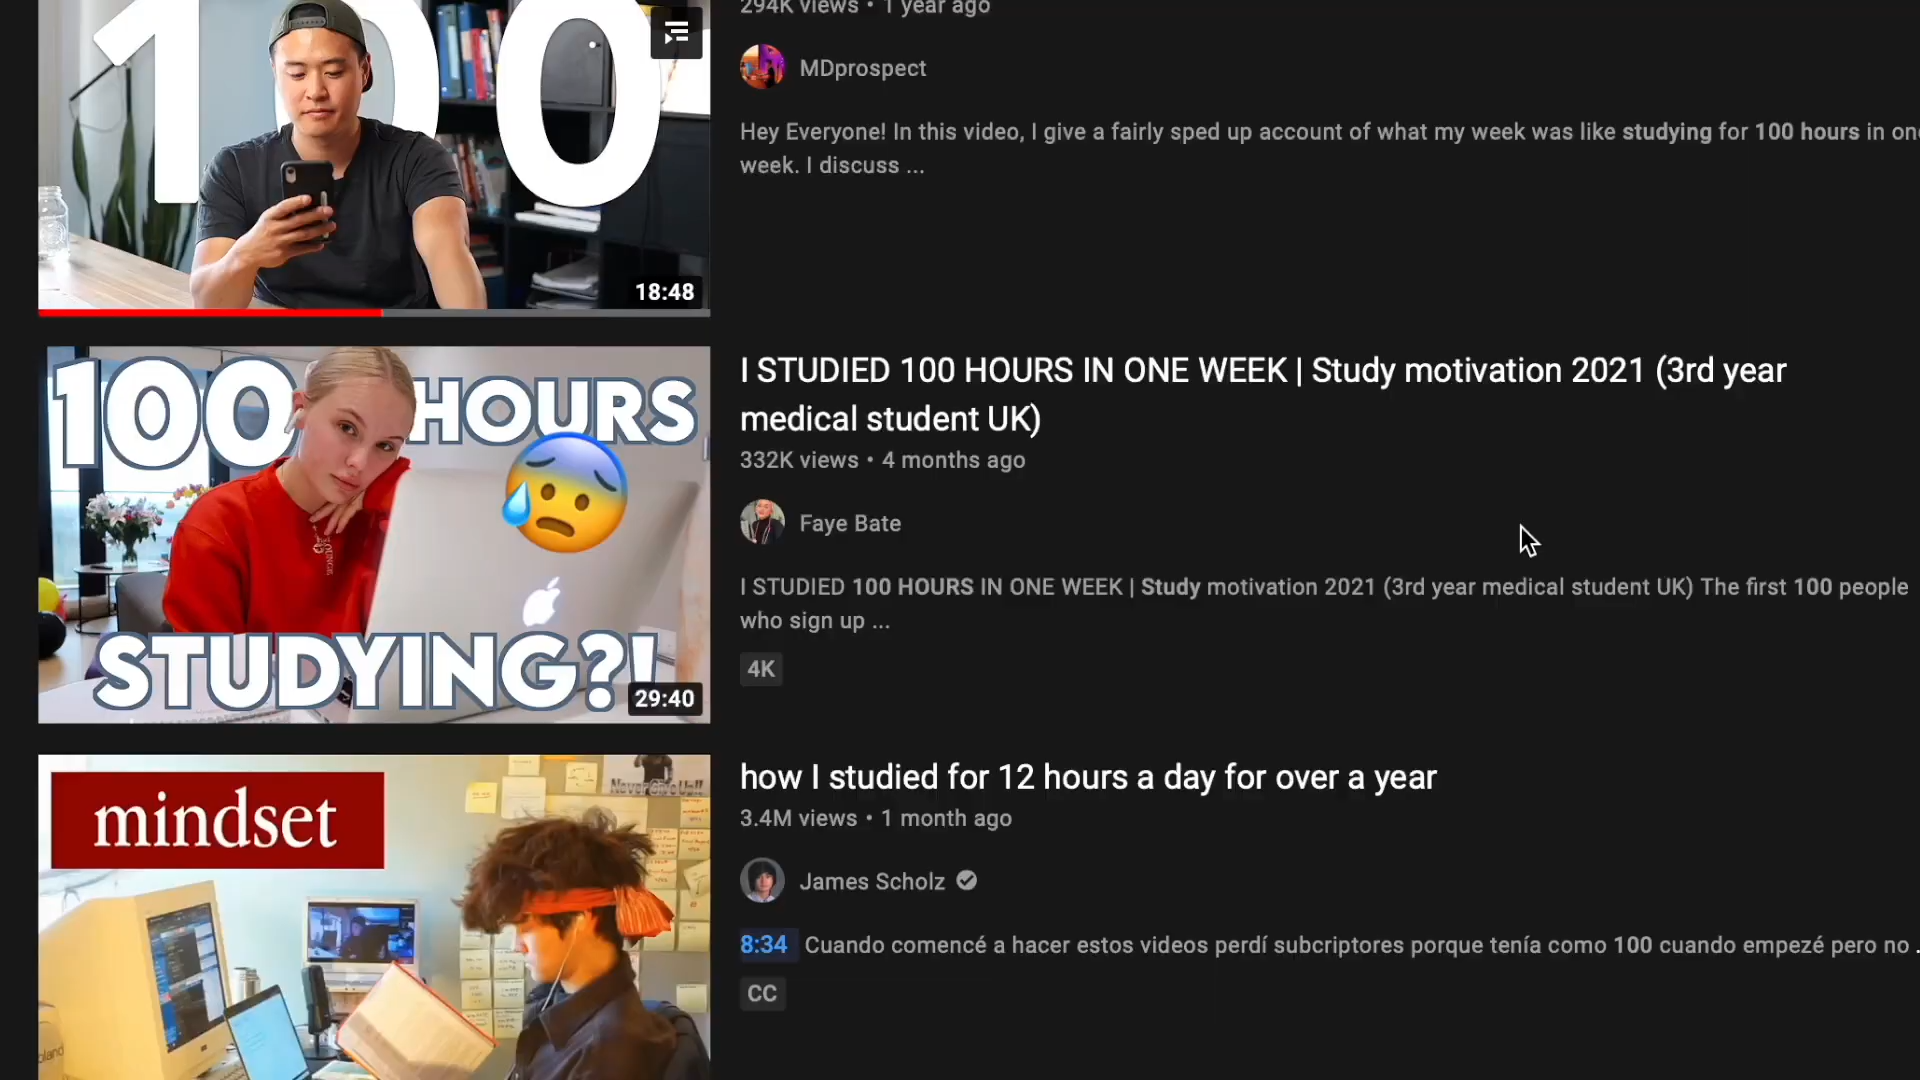 100
294K views • 1 year ago
MDprospect
Hey Everyone! In this video, I give a fairly sped up account of what my week was like studying for 100 hours in one
week. I discuss ...
18:48
100 HOURS
STUDYING?!
29:40
I STUDIED 100 HOURS IN ONE WEEK | Study motivation 2021 (3rd year
medical student UK)
332K views • 4 months ago
Faye Bate
I STUDIED 100 HOURS IN ONE WEEK | Study motivation 2021 (3rd year medical student UK) The first 100 people
who sign up ...
4K
mindset
Never Give Up!!
how I studied for 12 hours a day for over a year
3.4M views • 1 month ago
James Scholz
8:34 Cuando comencé a hacer estos videos perdí subcriptores porque tenía como 100 cuando empezé pero no
CC